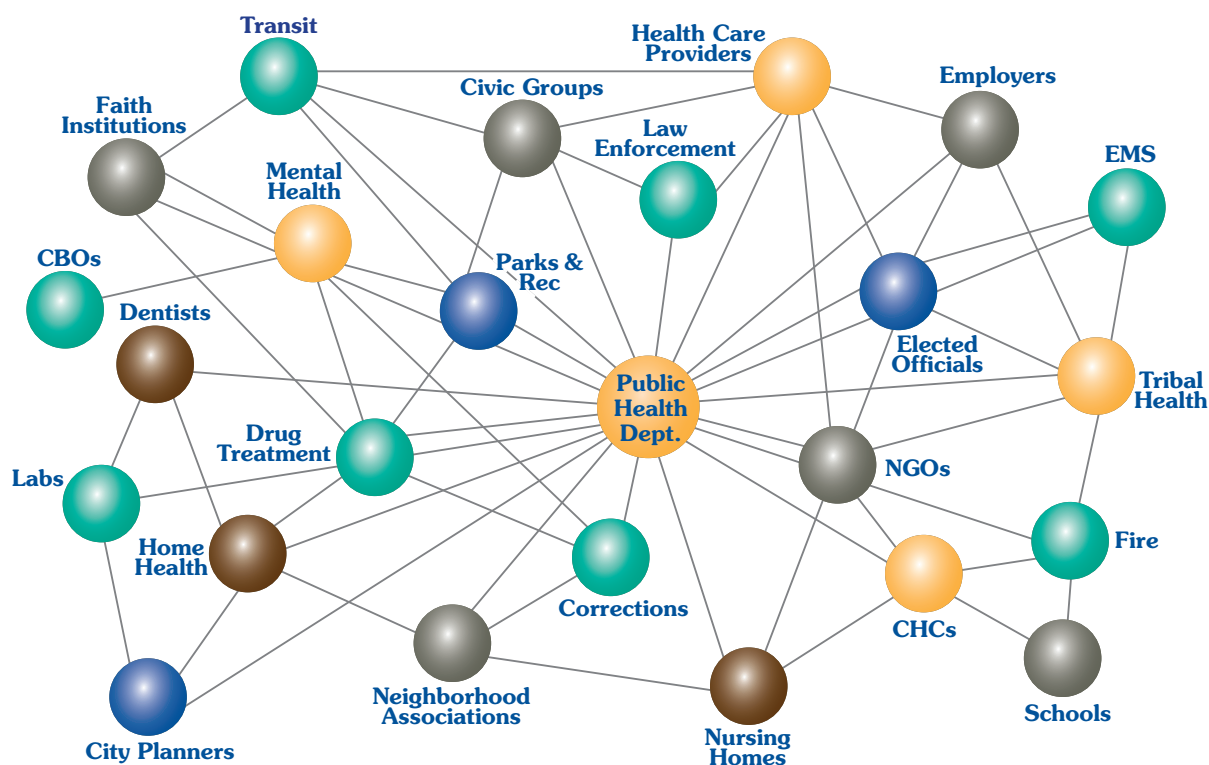 Transit
Health Care
Providers
Civic Groups
Employers
Faith
Institutions
Law
Enforcement
EMS
Mental
Health
CBOs
Parks &
Rec
Dentists
Elected
Officials
Public
Health
Dept.
Tribal
Health
Drug
Treatment
NGOs
Labs
Home
Health
Fire
Corrections
CHCs
Neighborhood
Associations
Schools
City Planners
Nursing
Homes